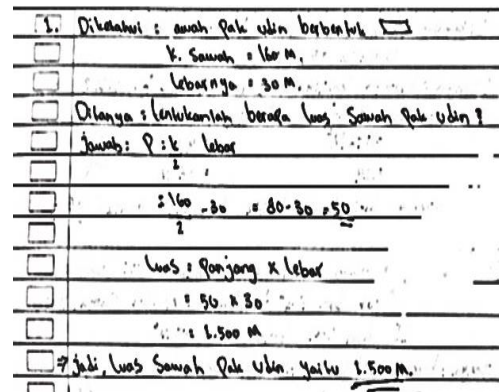 1. Diketahui : awah pak udin berbentuk
k. Sawah = 160 M.
lebarnya = 30 M.
Ditanya : tentukanlah berapa luas Sawah pak udin ?
Jawab : P : k lebar
2
: 160 - 30 = 80 - 30 = 50
2
Luas : Panjang x lebar
= 50 x 30
: 1.500 M
⇒ jadi, luas Sawah Pak Udin yaitu 1.500 M.